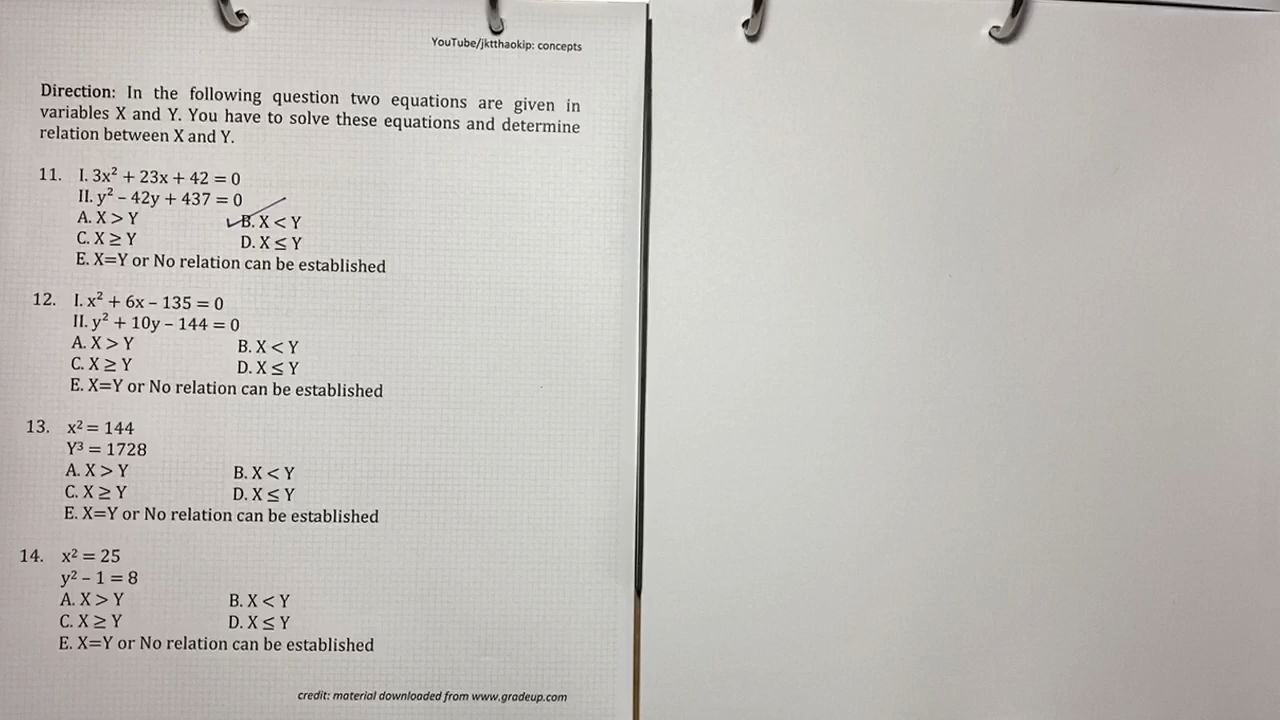 YouTube/jktthaokip: concepts
Direction: In the following question two equations are given in
variables X and Y. You have to solve these equations and determine
relation between X and Y.
11. I. 3x² + 23x + 42 = 0
II. y² – 42y + 437 = 0
A. X > Y B. X < Y
C. X ≥ Y D. X ≤ Y
E. X=Y or No relation can be established
12. I. x² + 6x – 135 = 0
II. y² + 10y – 144 = 0
A. X > Y B. X < Y
C. X ≥ Y D. X ≤ Y
E. X=Y or No relation can be established
13. x² = 144
Y³ = 1728
A. X > Y B. X < Y
C. X ≥ Y D. X ≤ Y
E. X=Y or No relation can be established
14. x² = 25
y² – 1 = 8
A. X > Y B. X < Y
C. X ≥ Y D. X ≤ Y
E. X=Y or No relation can be established
credit: material downloaded from www.gradeup.com